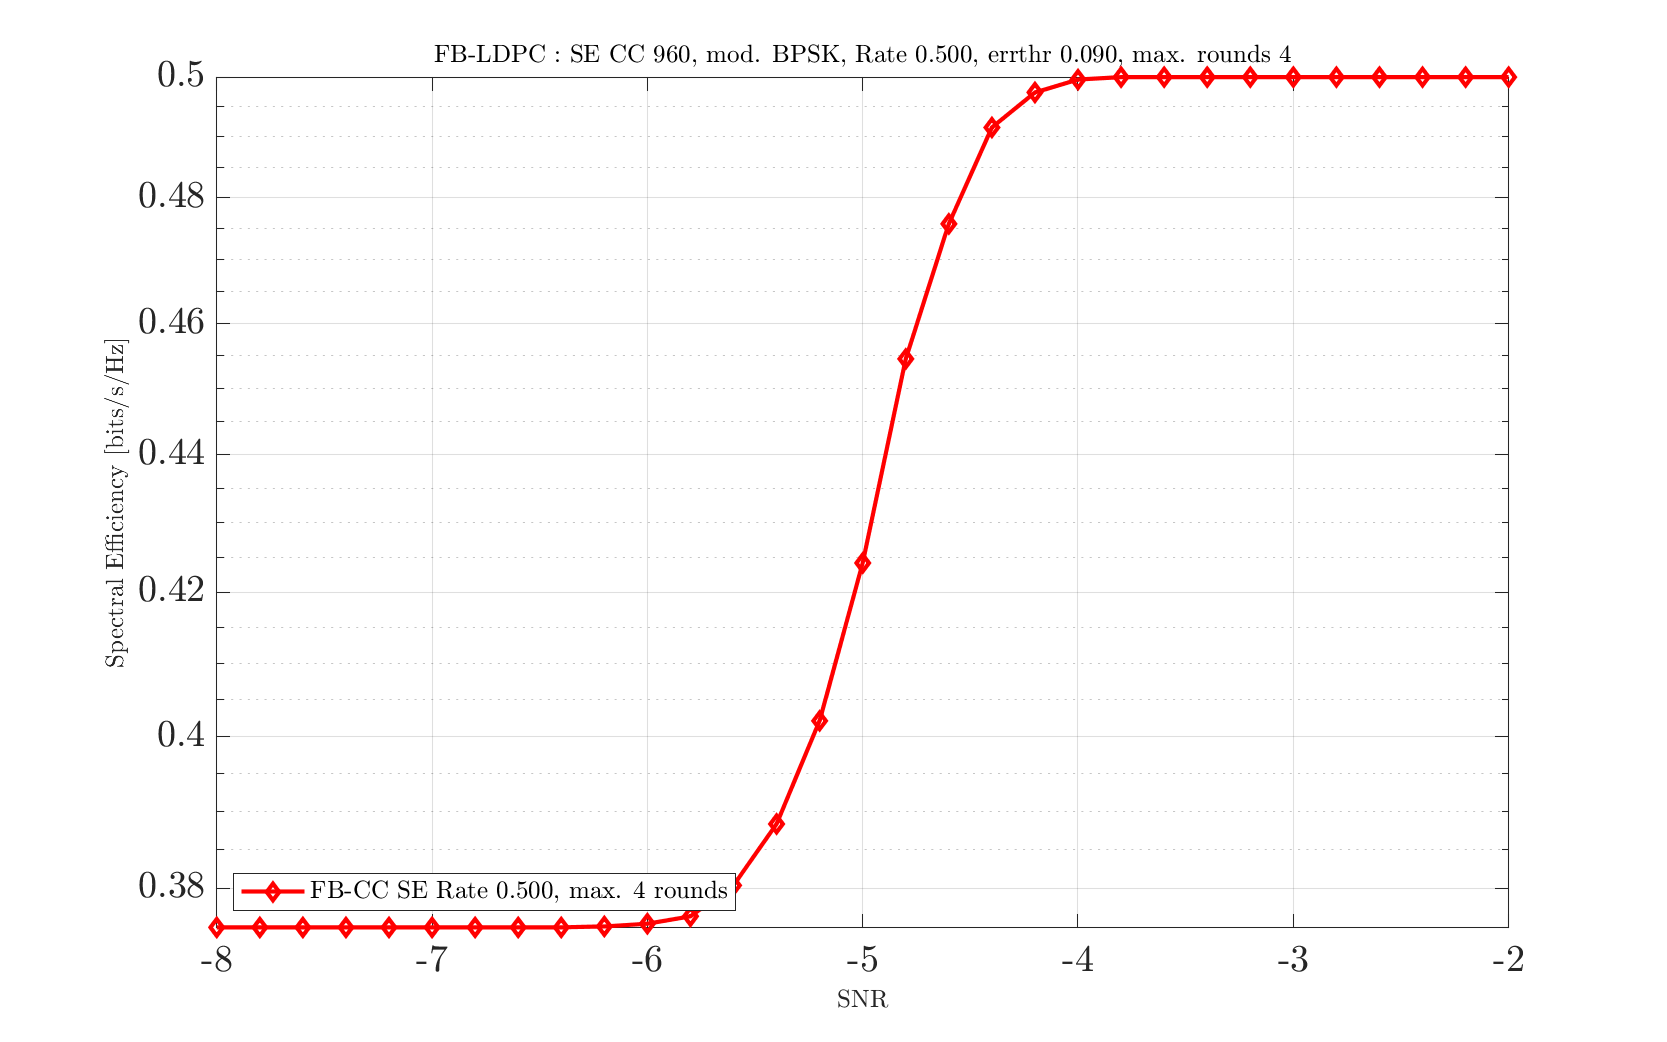 FB-LDPC : SE CC 960, mod. BPSK, Rate 0.500, errthr 0.090, max. rounds 4
0.5
0.48
0.46
0.44
0.42
0.4
0.38
Spectral Efficiency [bits/s/Hz]
FB-CC SE Rate 0.500, max. 4 rounds
-8 -7 -6 -5 -4 -3 -2
SNR